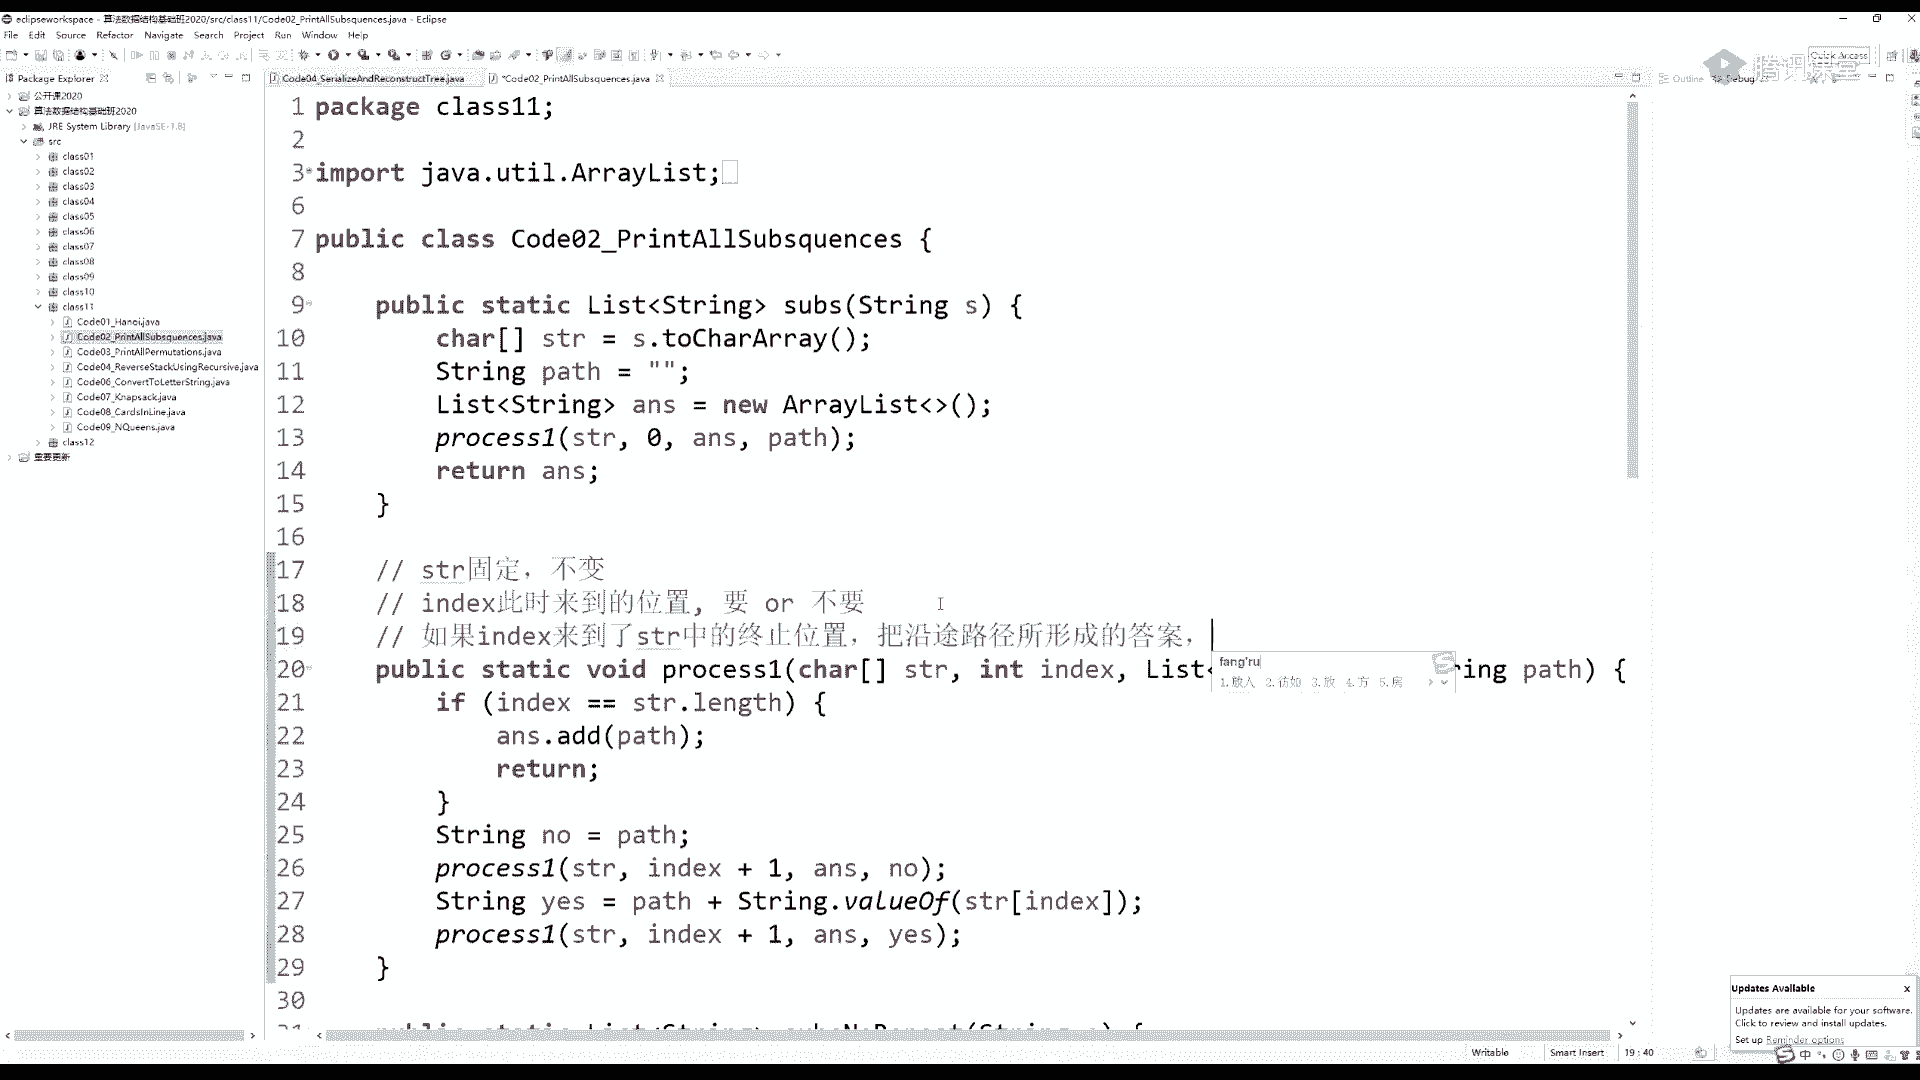 eclipseworkspace - 算法数据结构基础班2020/src/class11/Code02_PrintAllSubsquences.java - Eclipse
File Edit Source Refactor Navigate Search Project Run Window Help
Quick Access
腾讯课堂
Package Explorer
Code04_SerializeAndReconstructTree.java
*Code02_PrintAllSubsquences.java
Outline
Debug
公开课2020
算法数据结构基础班2020
JRE System Library [JavaSE-1.8]
src
class01
class02
class03
class04
class05
class06
class07
class08
class09
class10
class11
Code01_Hanoi.java
Code02_PrintAllSubsquences.java
Code03_PrintAllPermutations.java
Code04_ReverseStackUsingRecursive.java
Code06_ConvertToLetterString.java
Code07_Knapsack.java
Code08_CardsInLine.java
Code09_NQueens.java
class12
重要更新
1 package class11;
2
3 import java.util.ArrayList;
6
7 public class Code02_PrintAllSubsquences {
8
9 public static List<String> subs(String s) {
10 char[] str = s.toCharArray();
11 String path = "";
12 List<String> ans = new ArrayList<>();
13 process1(str, 0, ans, path);
14 return ans;
15 }
16
17 // str固定，不变
18 // index此时来到的位置, 要 or 不要
19 // 如果index来到了str中的终止位置，把沿途路径所形成的答案，
fang'ru
1.放入 2.仿如 3.放 4.方 5.房
20 public static void process1(char[] str, int index, List< ing path) {
21 if (index == str.length) {
22 ans.add(path);
23 return;
24 }
25 String no = path;
26 process1(str, index + 1, ans, no);
27 String yes = path + String.valueOf(str[index]);
28 process1(str, index + 1, ans, yes);
29 }
30
Updates Available
Updates are available for your software.
Click to review and install updates.
Set up Reminder options
Writable
Smart Insert
19 : 40
中